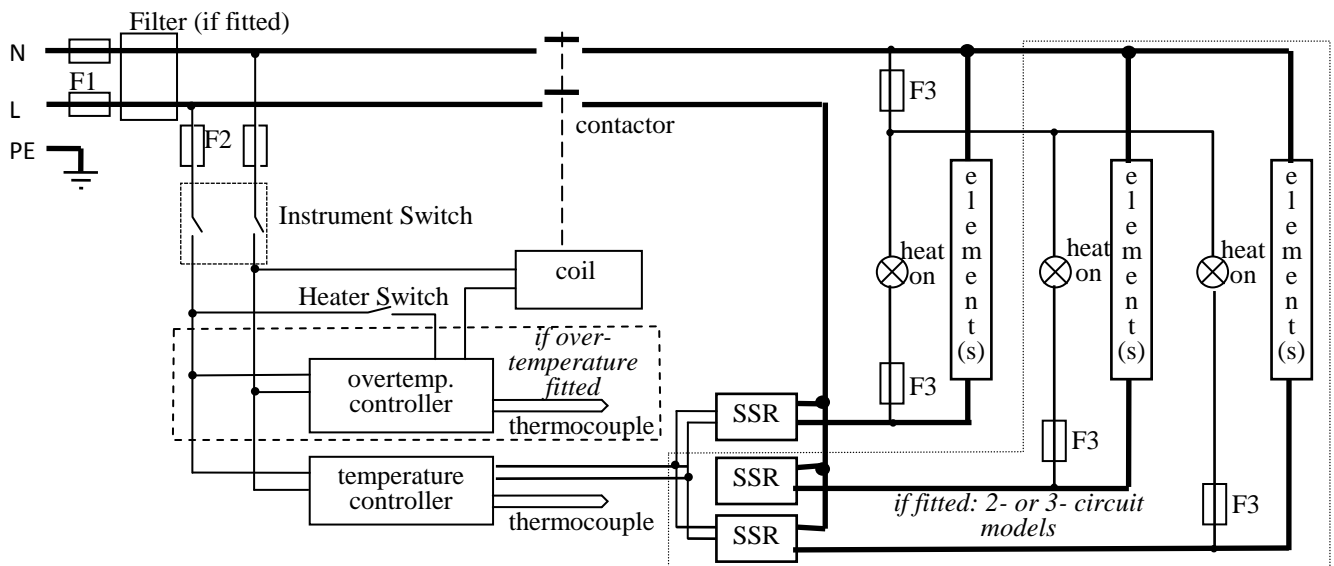 Filter (if fitted)
N
F1
L
PE
F2
Instrument Switch
contactor
coil
Heater Switch
if over-
temperature
fitted
overtemp.
controller
thermocouple
temperature
controller
thermocouple
SSR
SSR
SSR
F3
heat
on
F3
element(s)
heat
on
F3
element(s)
heat
on
F3
element(s)
if fitted: 2- or 3- circuit
models